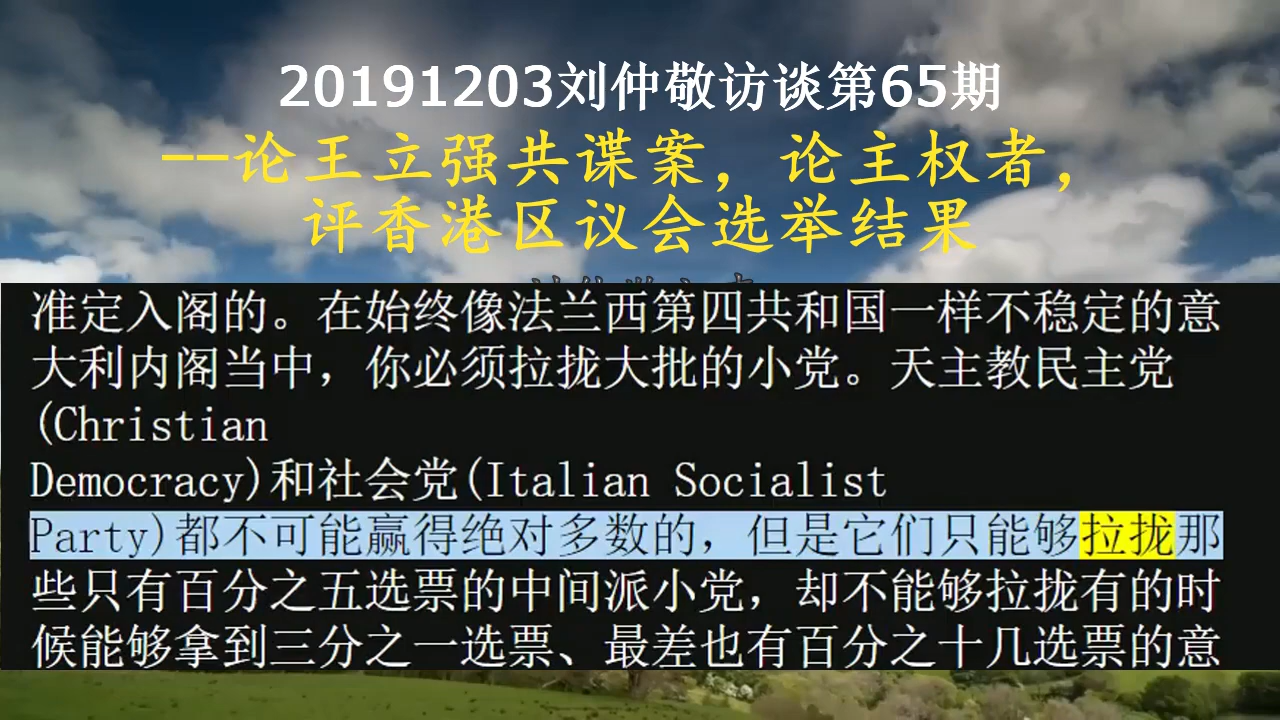 20191203刘仲敬访谈第65期
--论王立强共谍案，论主权者，
评香港区议会选举结果
准定入阁的。在始终像法兰西第四共和国一样不稳定的意
大利内阁当中，你必须拉拢大批的小党。天主教民主党
(Christian
Democracy)和社会党(Italian Socialist
Party)都不可能赢得绝对多数的，但是它们只能够拉拢那
些只有百分之五选票的中间派小党，却不能够拉拢有的时
候能够拿到三分之一选票、最差也有百分之十几选票的意